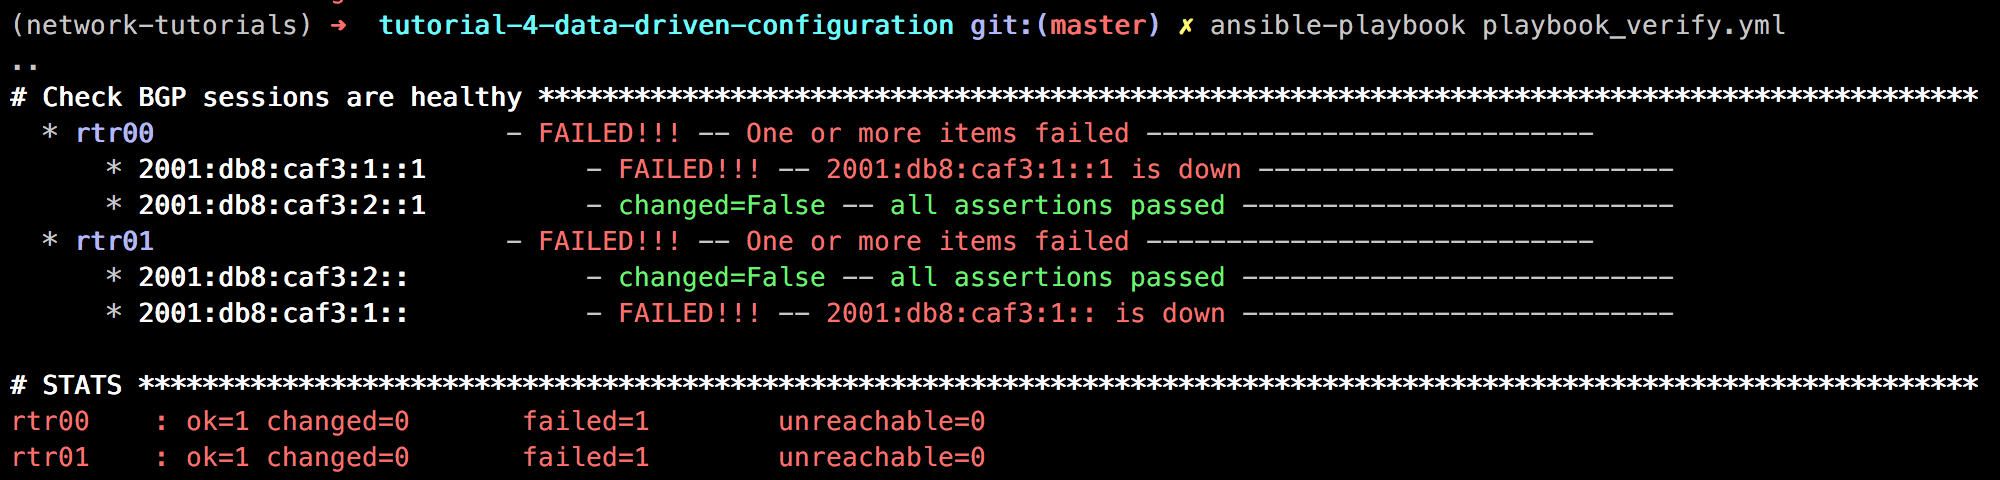 (network-tutorials) ➜  tutorial-4-data-driven-configuration git:(master) ✗ ansible-playbook playbook_verify.yml
..
# Check BGP sessions are healthy ******************************************************************************************
  * rtr00                      - FAILED!!! -- One or more items failed ----------------------------
      * 2001:db8:caf3:1::1          - FAILED!!! -- 2001:db8:caf3:1::1 is down --------------------------
      * 2001:db8:caf3:2::1          - changed=False -- all assertions passed ---------------------------
  * rtr01                      - FAILED!!! -- One or more items failed ----------------------------
      * 2001:db8:caf3:2::           - changed=False -- all assertions passed ---------------------------
      * 2001:db8:caf3:1::           - FAILED!!! -- 2001:db8:caf3:1:: is down ---------------------------
# STATS *******************************************************************************************************************
rtr00    : ok=1 changed=0       failed=1        unreachable=0
rtr01    : ok=1 changed=0       failed=1        unreachable=0